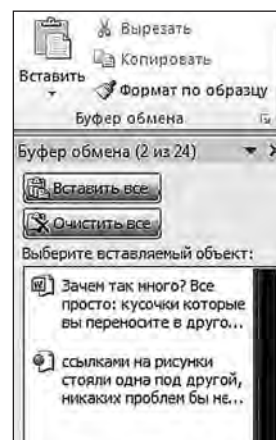 Вырезать
Копировать
Вставить
Формат по образцу
Буфер обмена
Буфер обмена (2 из 24)
Вставить все
Очистить все
Выберите вставляемый объект:
Зачем так много? Все
просто: кусочки которые
вы переносите в друго...
ссылками на рисунки
стояли одна под другой,
никаких проблем бы не...